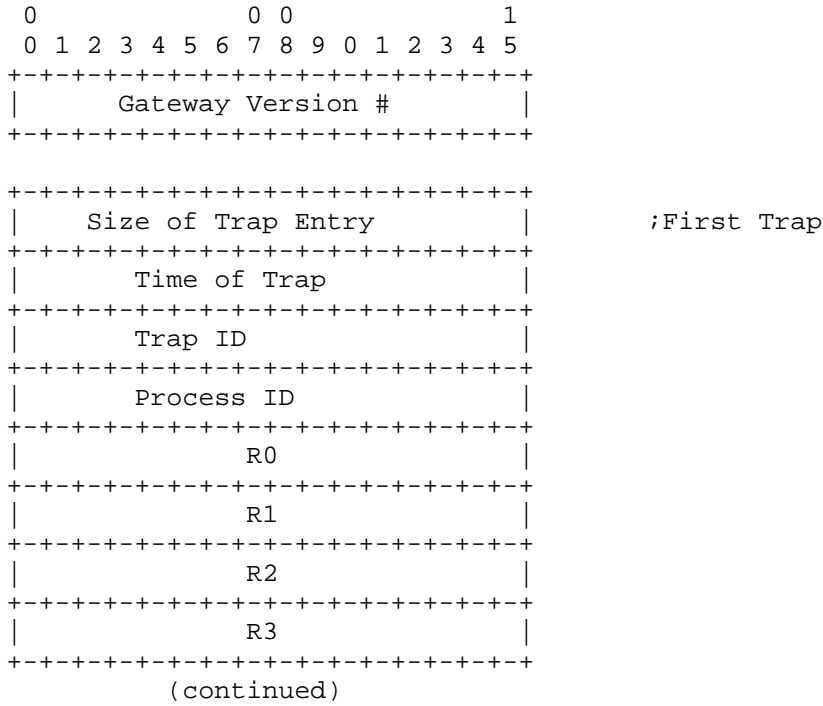 0             0 0             1
0 1 2 3 4 5 6 7 8 9 0 1 2 3 4 5
+-+-+-+-+-+-+-+-+-+-+-+-+-+-+-+-+
|      Gateway Version #        |
+-+-+-+-+-+-+-+-+-+-+-+-+-+-+-+-+
+-+-+-+-+-+-+-+-+-+-+-+-+-+-+-+-+
|    Size of Trap Entry         |       ;First Trap
+-+-+-+-+-+-+-+-+-+-+-+-+-+-+-+-+
|       Time of Trap            |
+-+-+-+-+-+-+-+-+-+-+-+-+-+-+-+-+
|       Trap ID                 |
+-+-+-+-+-+-+-+-+-+-+-+-+-+-+-+-+
|       Process ID              |
+-+-+-+-+-+-+-+-+-+-+-+-+-+-+-+-+
|              R0               |
+-+-+-+-+-+-+-+-+-+-+-+-+-+-+-+-+
|              R1               |
+-+-+-+-+-+-+-+-+-+-+-+-+-+-+-+-+
|              R2               |
+-+-+-+-+-+-+-+-+-+-+-+-+-+-+-+-+
|              R3               |
+-+-+-+-+-+-+-+-+-+-+-+-+-+-+-+-+
(continued)